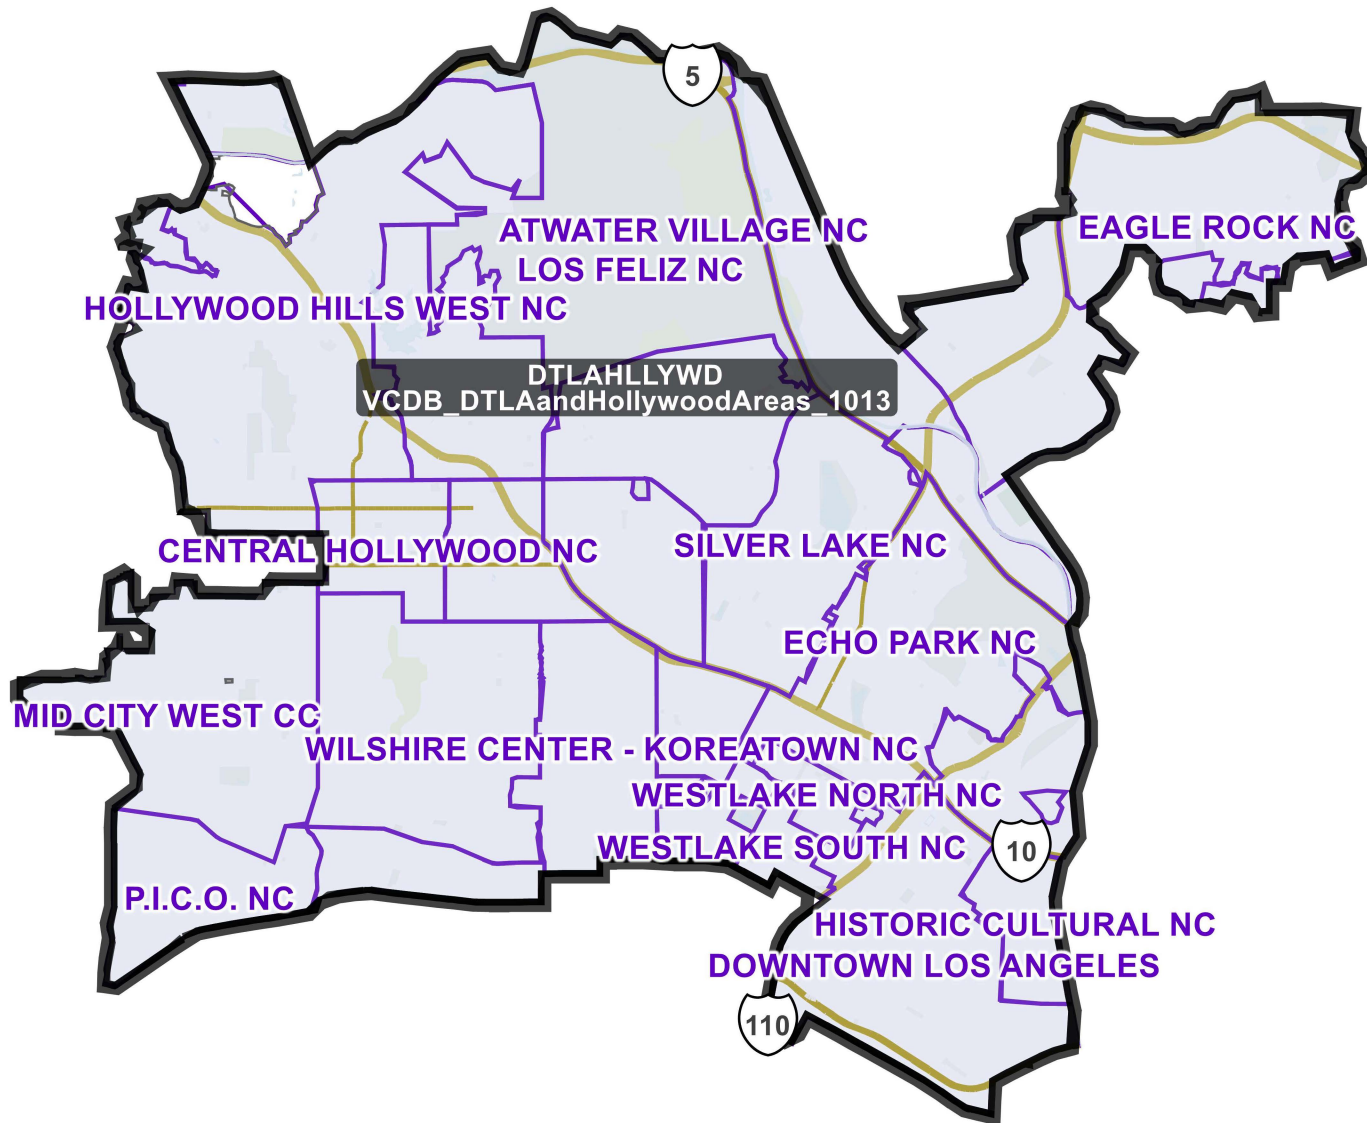 5
ATWATER VILLAGE NC
EAGLE ROCK NC
LOS FELIZ NC
HOLLYWOOD HILLS WEST NC
DTLAHLLYWD
VCDB_DTLAandHollywoodAreas_1013
CENTRAL HOLLYWOOD NC
SILVER LAKE NC
ECHO PARK NC
MID CITY WEST CC
WILSHIRE CENTER - KOREATOWN NC
WESTLAKE NORTH NC
WESTLAKE SOUTH NC
10
P.I.C.O. NC
HISTORIC CULTURAL NC
DOWNTOWN LOS ANGELES
110